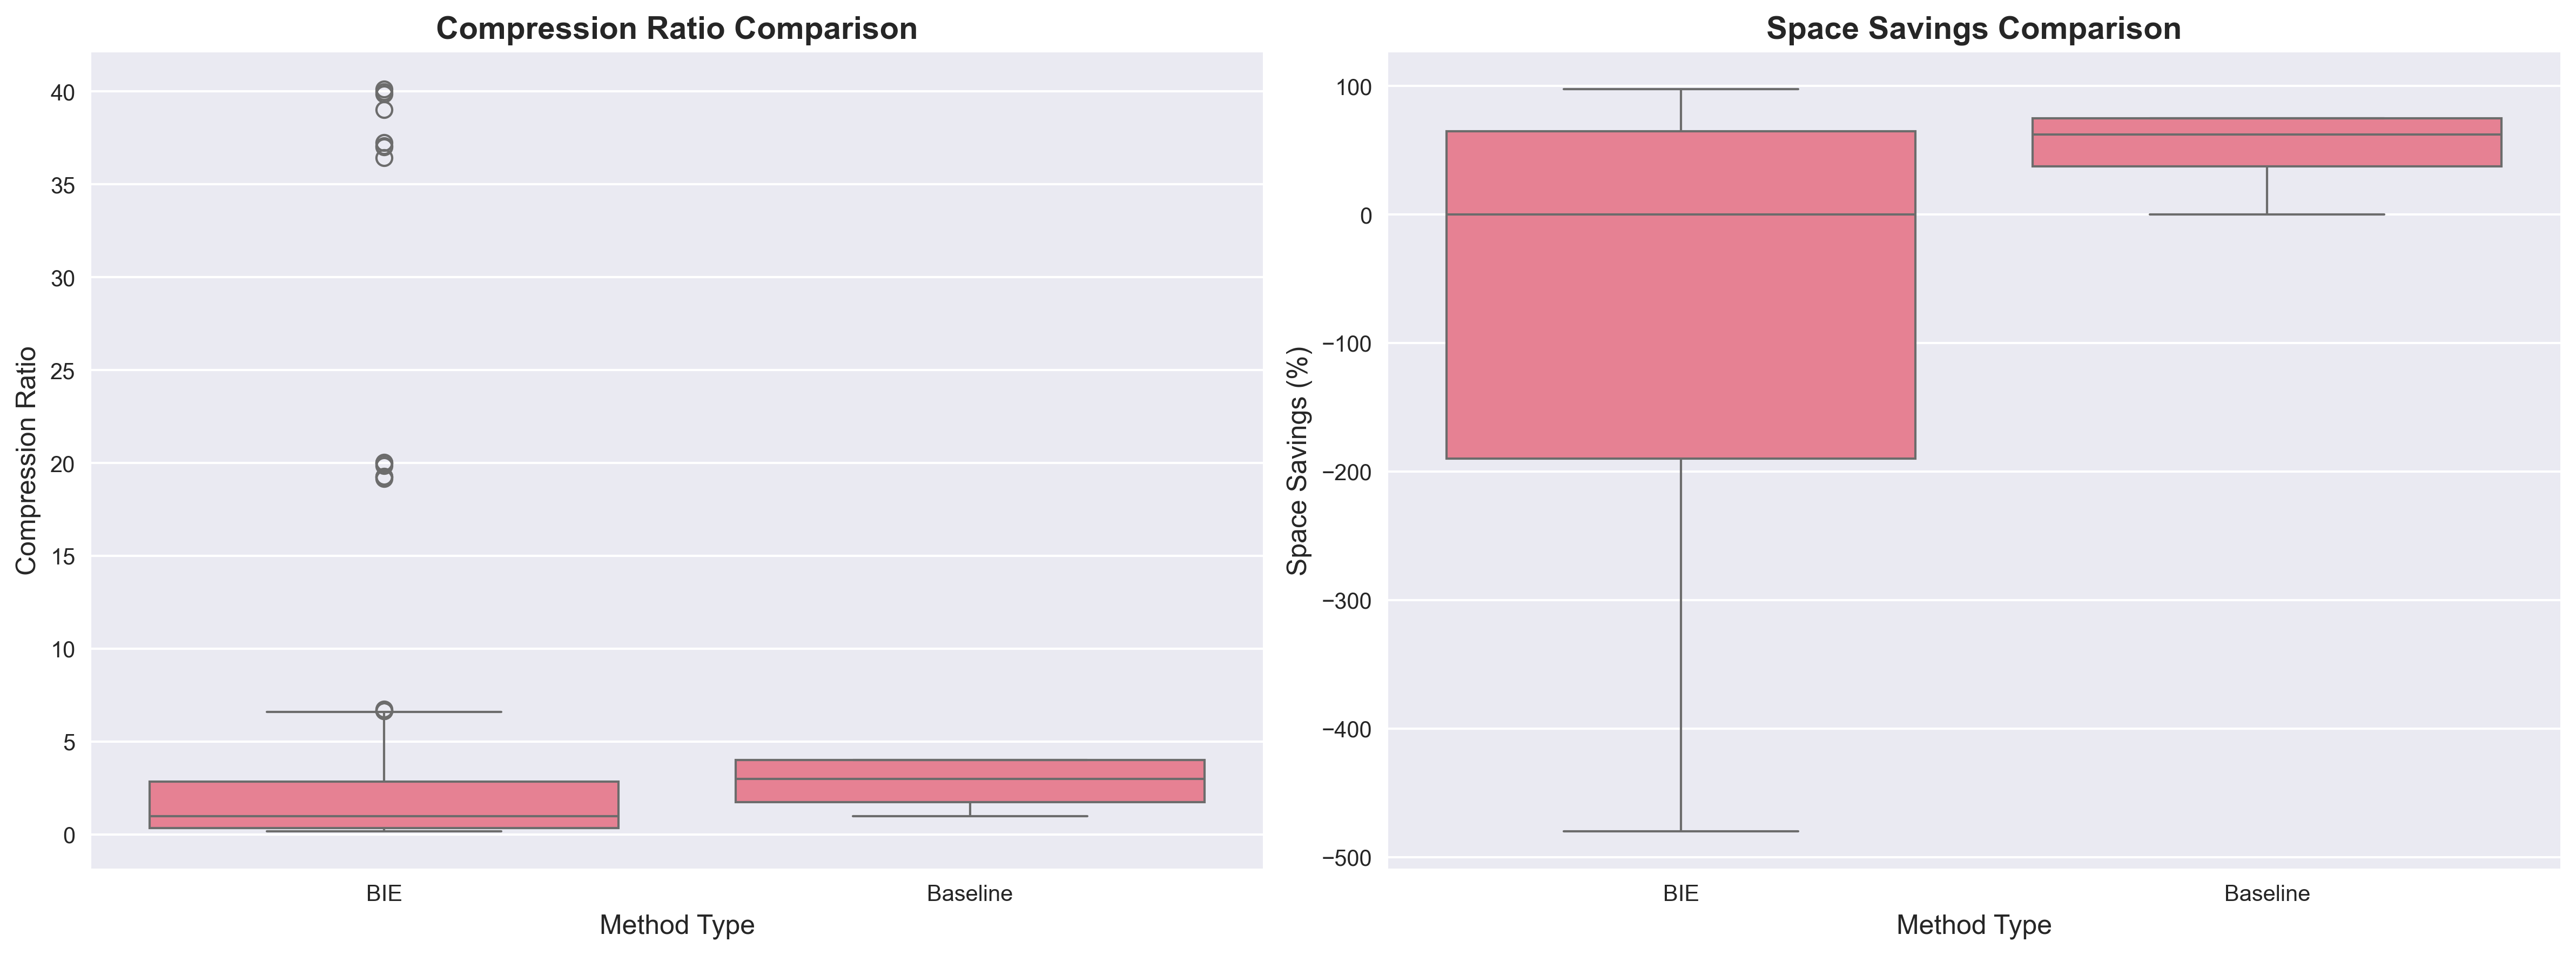 Compression Ratio Comparison
Compression Ratio
40
35
30
25
20
15
10
5
0
BIE
Baseline
Method Type
Space Savings Comparison
Space Savings (%)
100
0
−100
−200
−300
−400
−500
BIE
Baseline
Method Type